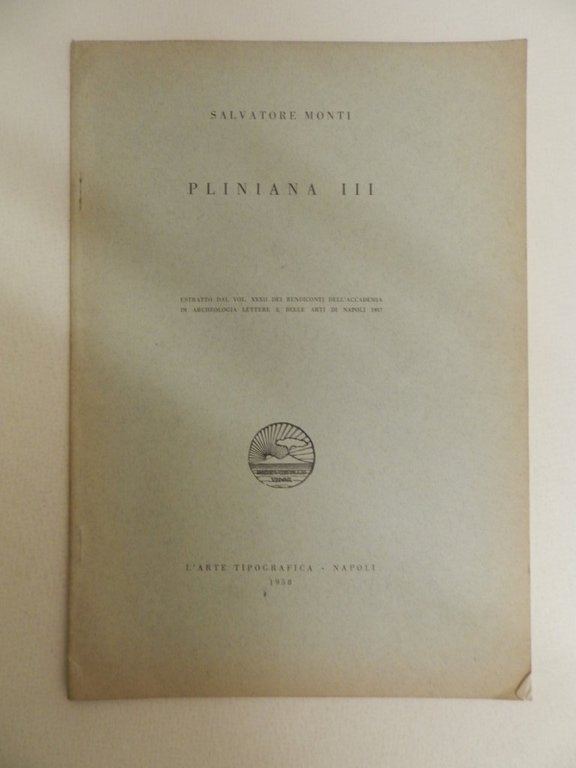 SALVATORE MONTI
PLINIANA III
ESTRATTO DAL VOL. XXXII DEI RENDICONTI DELL'ACCADEMIA
DI ARCHEOLOGIA LETTERE E BELLE ARTI DI NAPOLI 1957
L'ARTE TIPOGRAFICA - NAPOLI
1958